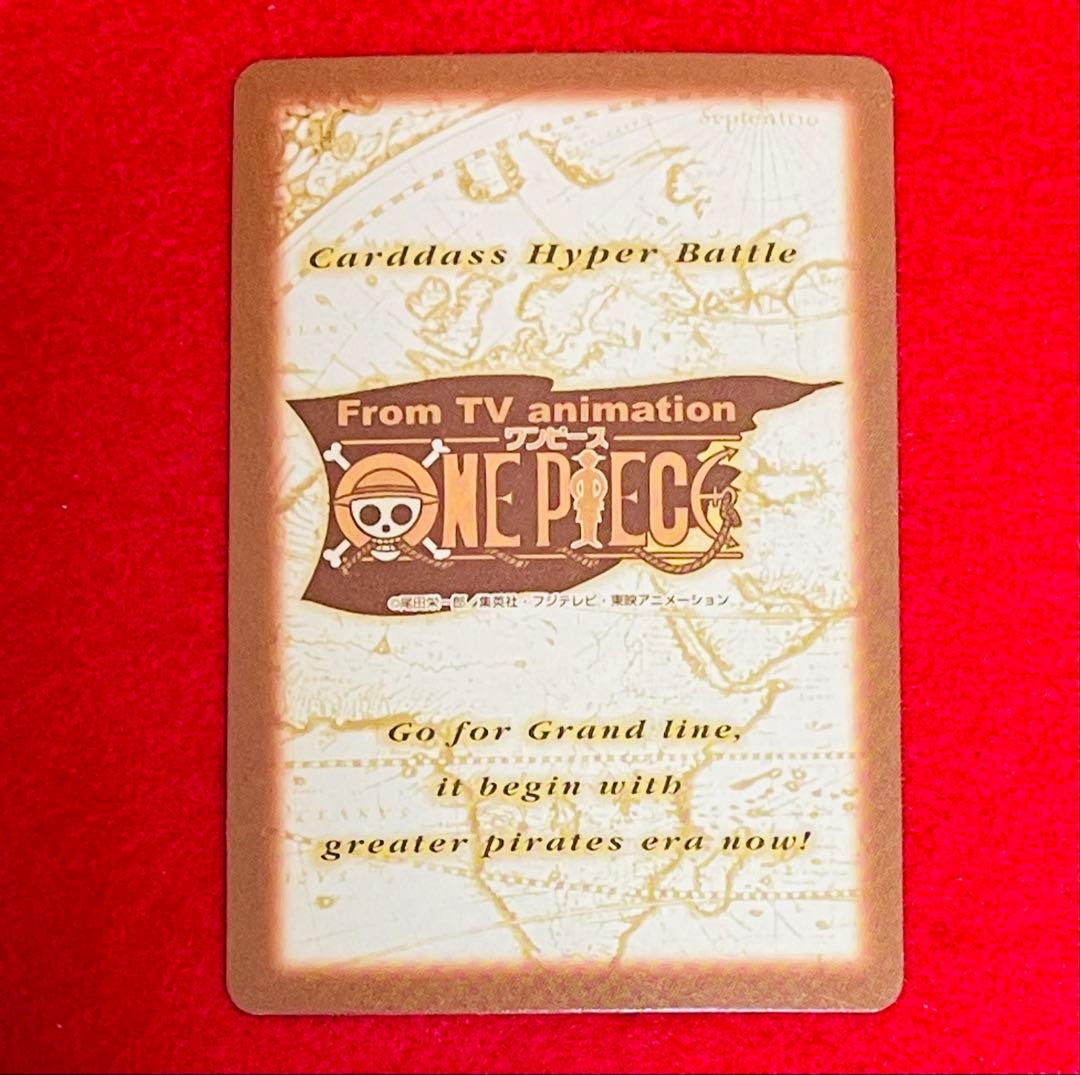 Septentrio
Carddass Hyper Battle
From TV animation
ワンピース
ONE PIECE
©尾田栄一郎／集英社・フジテレビ・東映アニメーション
Go for Grand line,
it begin with
greater pirates era now!